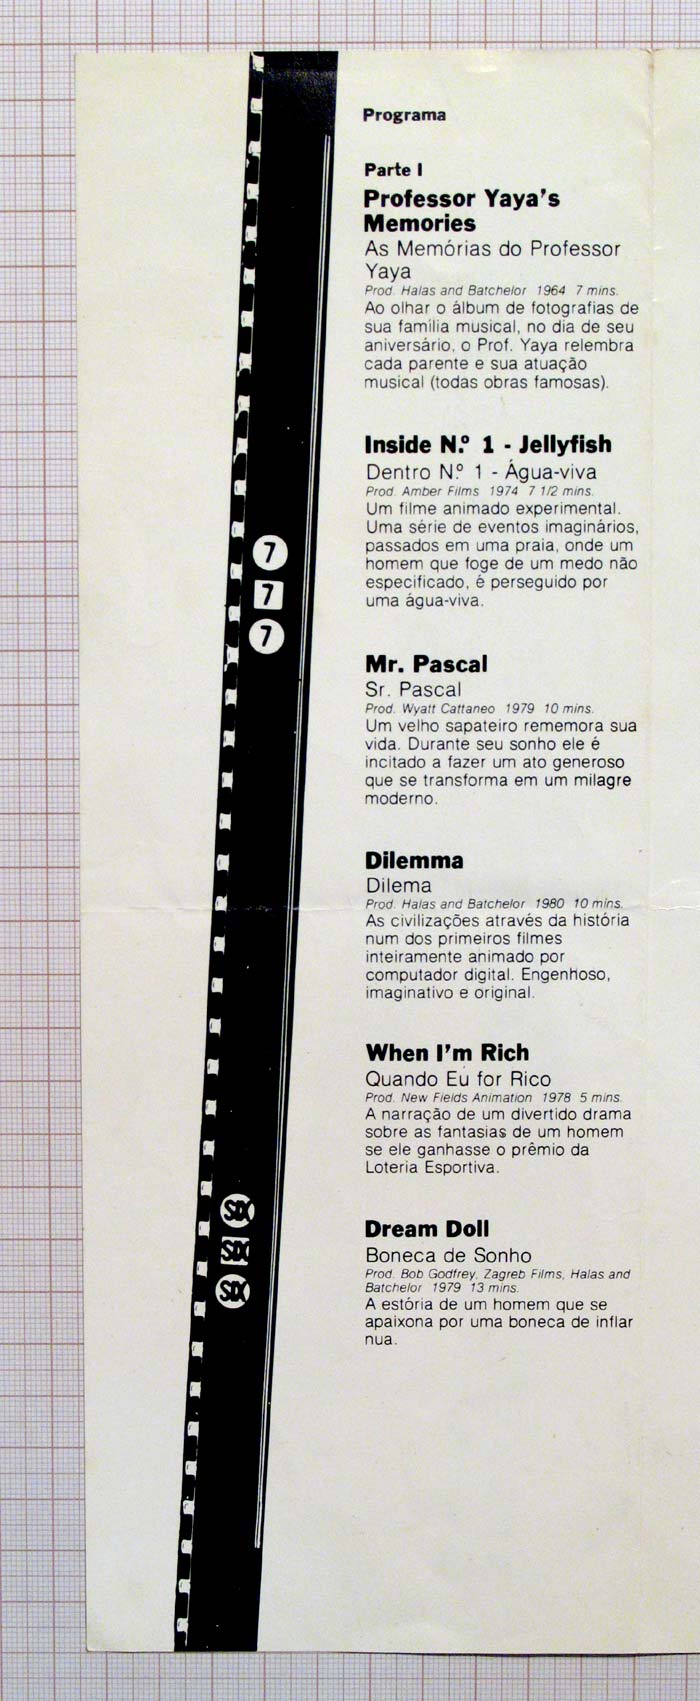 Programa
Parte I
Professor Yaya's
Memories
As Memórias do Professor
Yaya
Prod. Halas and Batchelor 1964 7 mins.
Ao olhar o álbum de fotografias de
sua família musical, no dia de seu
aniversário, o Prof. Yaya relembra
cada parente e sua atuação
musical (todas obras famosas).
Inside N.º 1 - Jellyfish
Dentro N.º 1 - Água-viva
Prod. Amber Films 1974 7 1/2 mins.
Um filme animado experimental.
Uma série de eventos imaginários,
passados em uma praia, onde um
homem que foge de um medo não
especificado, é perseguido por
uma água-viva.
7
7
7
Mr. Pascal
Sr. Pascal
Prod. Wyatt Cattaneo 1979 10 mins.
Um velho sapateiro rememora sua
vida. Durante seu sonho ele é
incitado a fazer um ato generoso
que se transforma em um milagre
moderno.
Dilemma
Dilema
Prod. Halas and Batchelor 1980 10 mins.
As civilizações através da história
num dos primeiros filmes
inteiramente animado por
computador digital. Engenhoso,
imaginativo e original.
When I'm Rich
Quando Eu for Rico
Prod. New Fields Animation 1978 5 mins.
A narração de um divertido drama
sobre as fantasias de um homem
se ele ganhasse o prêmio da
Loteria Esportiva.
SIX
SIX
SIX
Dream Doll
Boneca de Sonho
Prod. Bob Godfrey, Zagreb Films, Halas and
Batchelor 1979 13 mins.
A estória de um homem que se
apaixona por uma boneca de inflar
nua.